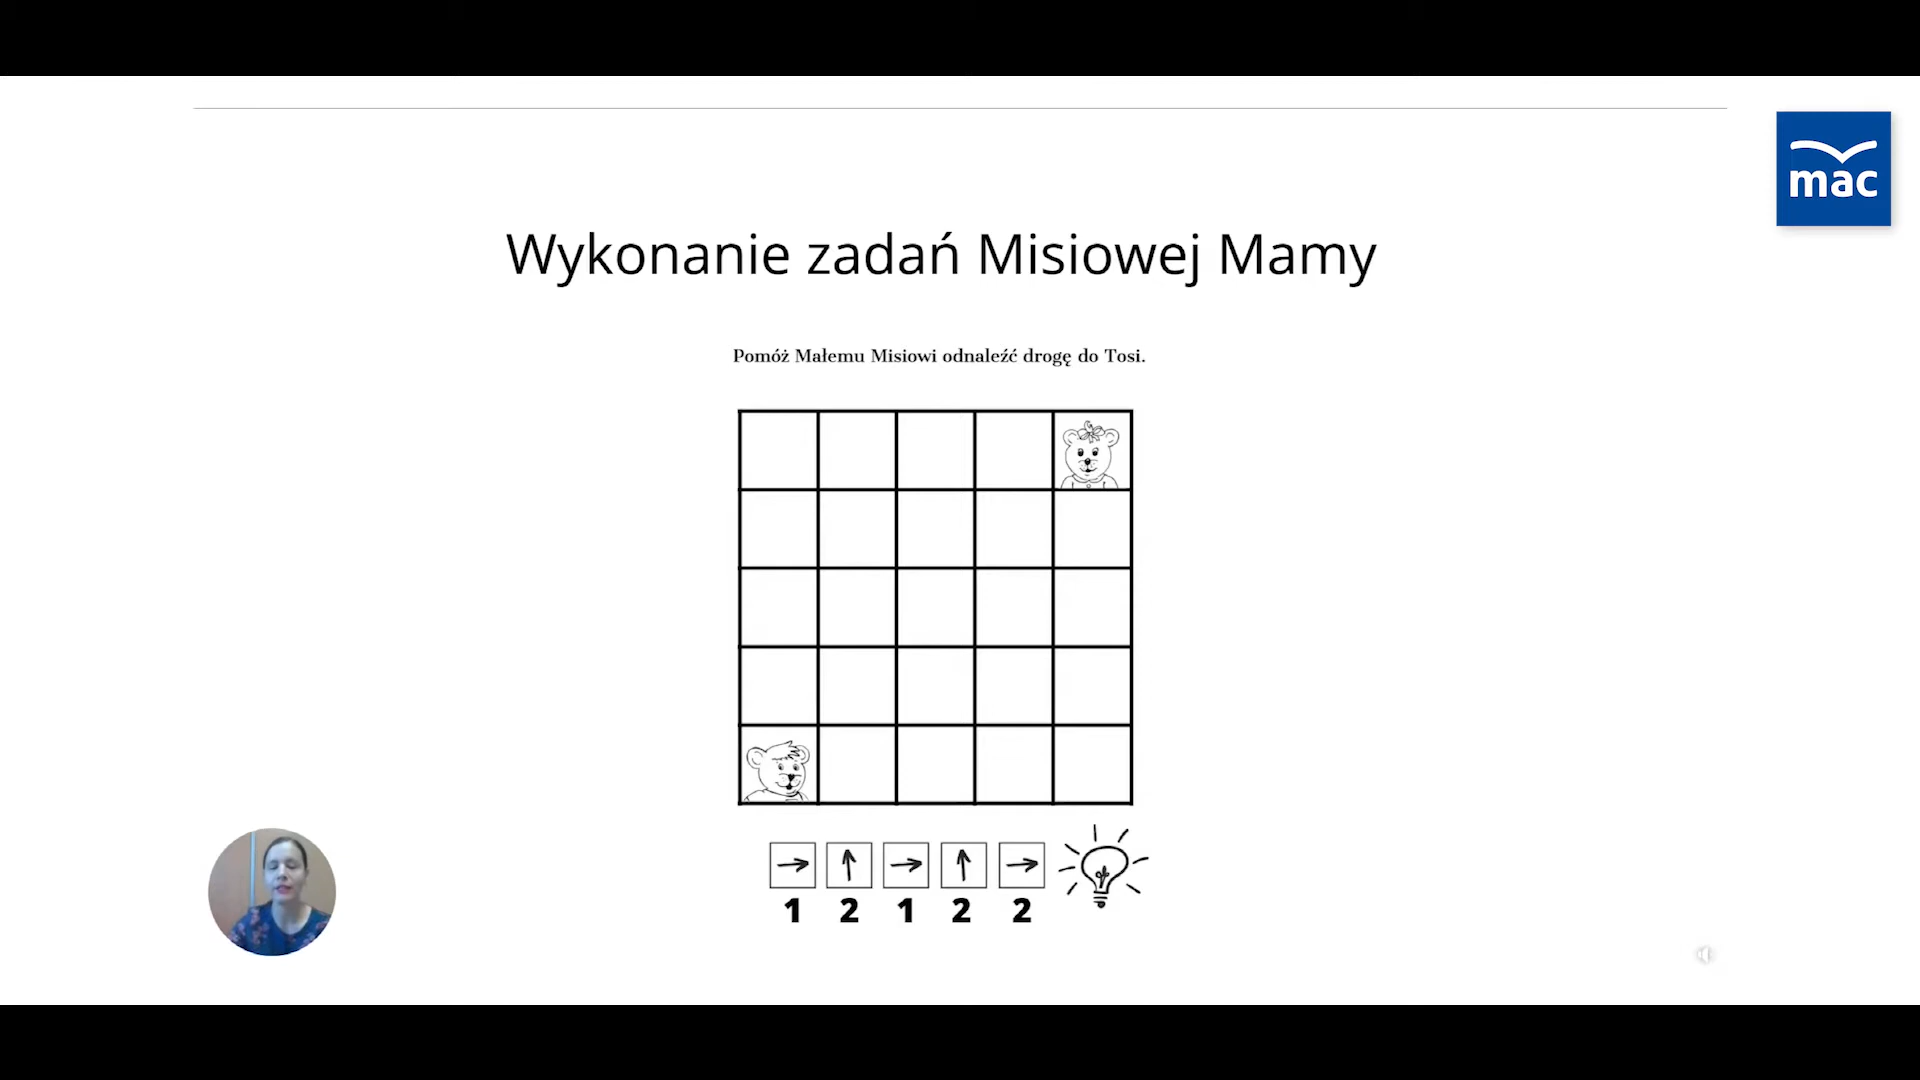 mac
Wykonanie zadań Misiowej Mamy
Pomóż Małemu Misiowi odnaleźć drogę do Tosi.
1 2 1 2 2